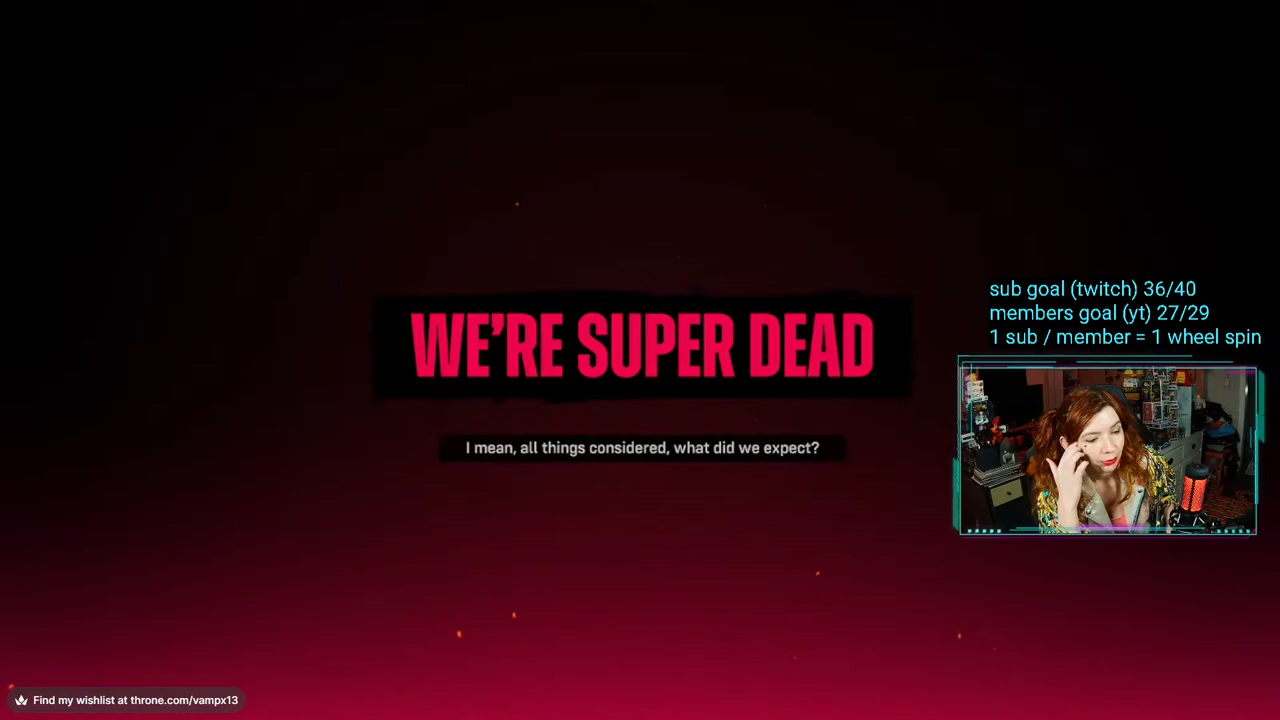 sub goal (twitch) 36/40
members goal (yt) 27/29
1 sub / member = 1 wheel spin
WE'RE SUPER DEAD
I mean, all things considered, what did we expect?
Find my wishlist at throne.com/vampx13